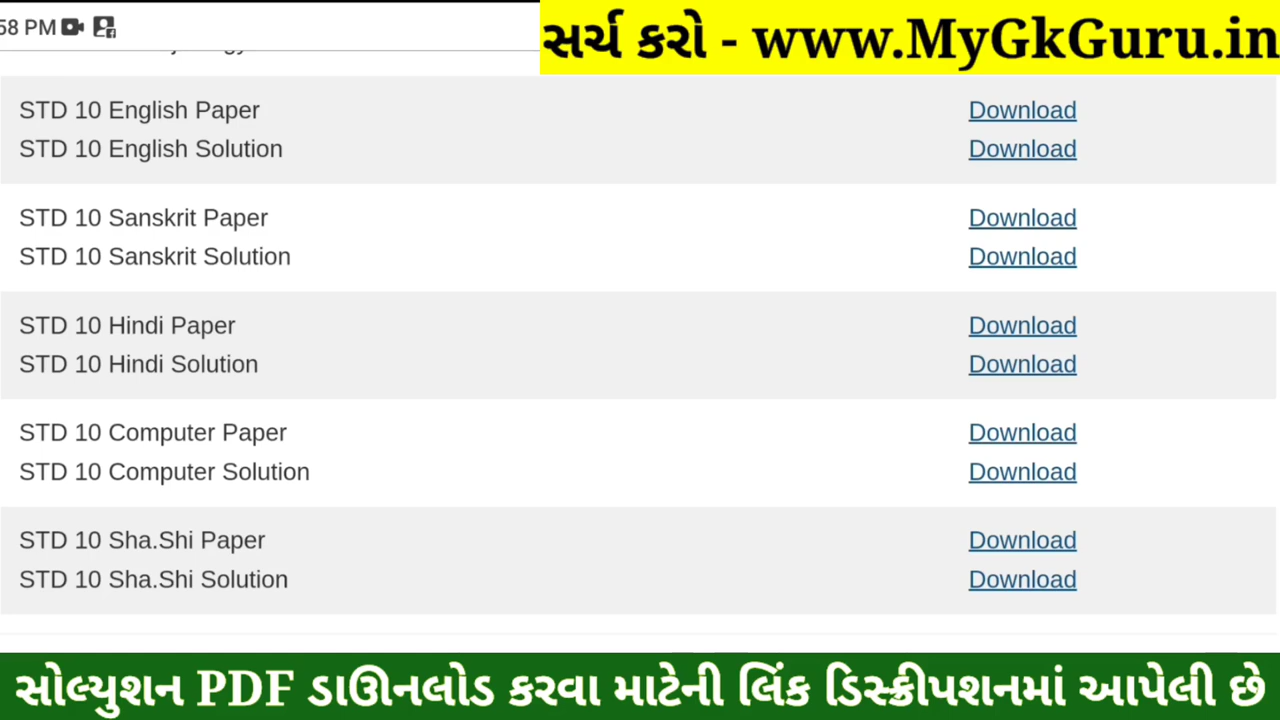 58 PM
સર્ચ કરો - www.MyGkGuru.in
STD 10 English Paper Download
STD 10 English Solution Download
STD 10 Sanskrit Paper Download
STD 10 Sanskrit Solution Download
STD 10 Hindi Paper Download
STD 10 Hindi Solution Download
STD 10 Computer Paper Download
STD 10 Computer Solution Download
STD 10 Sha.Shi Paper Download
STD 10 Sha.Shi Solution Download
સોલ્યુશન PDF ડાઊનલોડ કરવા માટેની લિંક ડિસ્ક્રીપશનમાં આપેલી છે